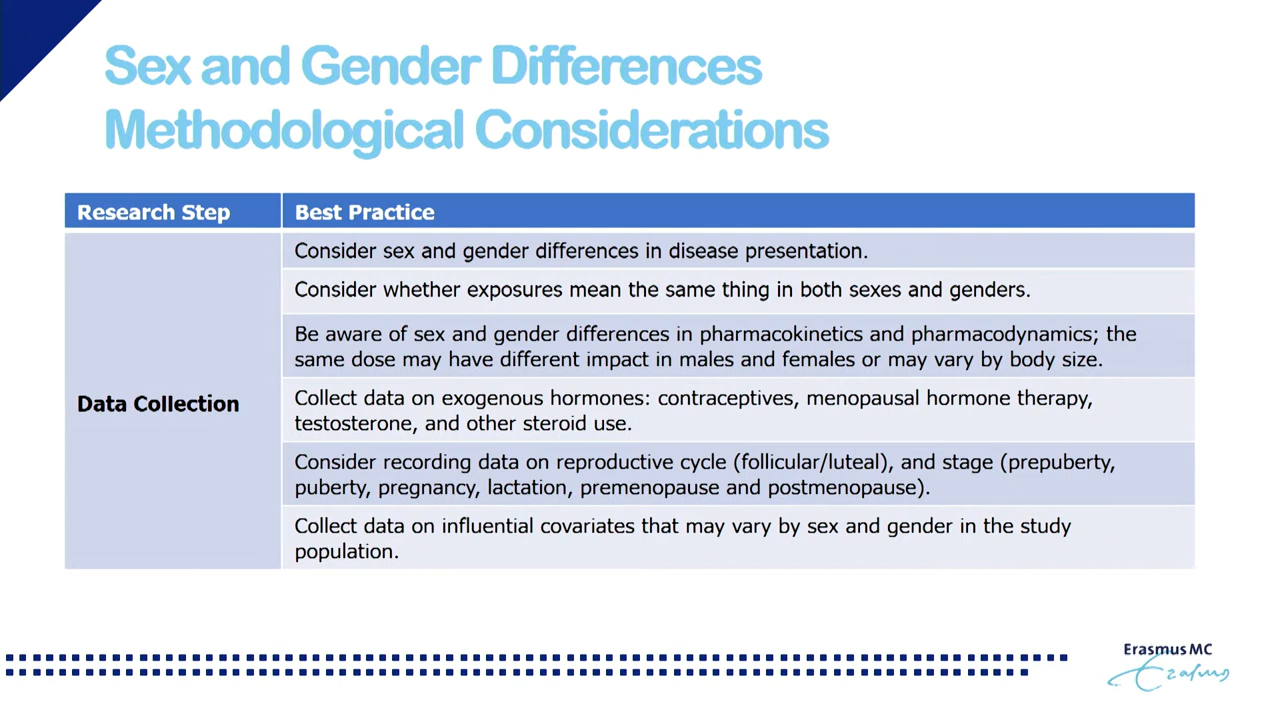 Sex and Gender Differences
Methodological Considerations
Research Step
Best Practice
Data Collection
Consider sex and gender differences in disease presentation.
Consider whether exposures mean the same thing in both sexes and genders.
Be aware of sex and gender differences in pharmacokinetics and pharmacodynamics; the
same dose may have different impact in males and females or may vary by body size.
Collect data on exogenous hormones: contraceptives, menopausal hormone therapy,
testosterone, and other steroid use.
Consider recording data on reproductive cycle (follicular/luteal), and stage (prepuberty,
puberty, pregnancy, lactation, premenopause and postmenopause).
Collect data on influential covariates that may vary by sex and gender in the study
population.
Erasmus MC
Erasmus